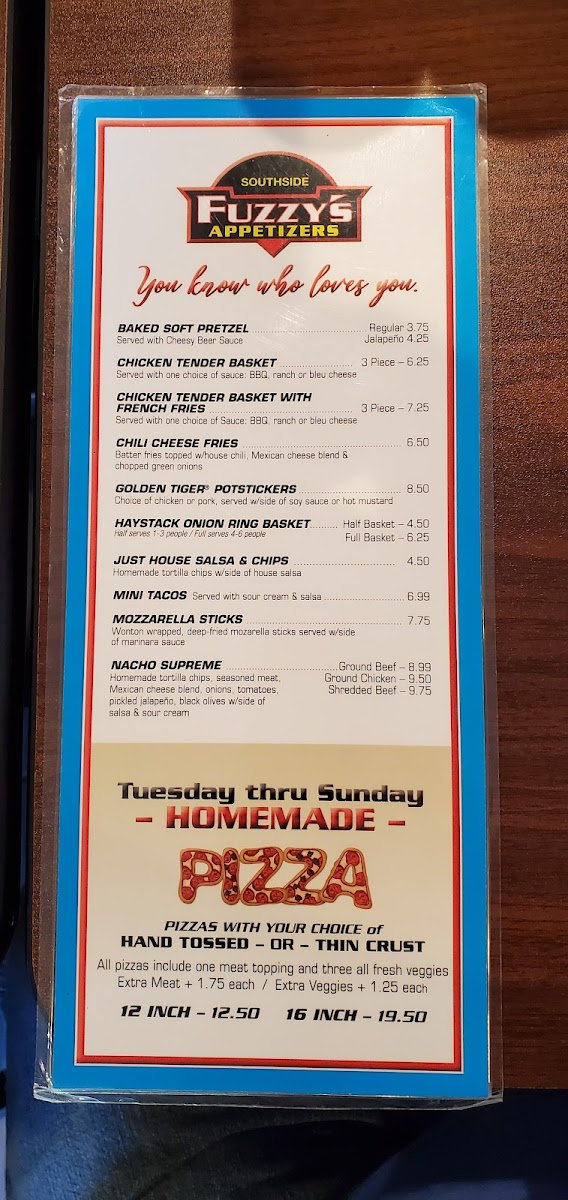 SOUTHSIDE
FUZZY'S
APPETIZERS
You know who loves you.
BAKED SOFT PRETZEL ........ Regular 3.75
Served with Cheesy Beer Sauce Jalapeño 4.25
CHICKEN TENDER BASKET ........ 3 Piece – 6.25
Served with one choice of sauce: BBQ, ranch or bleu cheese
CHICKEN TENDER BASKET WITH
FRENCH FRIES ........ 3 Piece – 7.25
Served with one choice of Sauce: BBQ, ranch or bleu cheese
CHILI CHEESE FRIES ........ 6.50
Batter fries topped w/house chili, Mexican cheese blend &
chopped green onions
GOLDEN TIGER® POTSTICKERS ........ 8.50
Choice of chicken or pork, served w/side of soy sauce or hot mustard
HAYSTACK ONION RING BASKET ........ Half Basket – 4.50
Half serves 1-3 people / Full serves 4-6 people Full Basket – 6.25
JUST HOUSE SALSA & CHIPS ........ 4.50
Homemade tortilla chips w/side of house salsa
MINI TACOS Served with sour cream & salsa ........ 6.99
MOZZARELLA STICKS ........ 7.75
Wonton wrapped, deep-fried mozarella sticks served w/side
of marinara sauce
NACHO SUPREME ........ Ground Beef – 8.99
Homemade tortilla chips, seasoned meat, Ground Chicken – 9.50
Mexican cheese blend, onions, tomatoes, Shredded Beef – 9.75
pickled jalapeño, black olives w/side of
salsa & sour cream
Tuesday thru Sunday
– HOMEMADE –
PIZZA
PIZZAS WITH YOUR CHOICE of
HAND TOSSED – OR – THIN CRUST
All pizzas include one meat topping and three all fresh veggies
Extra Meat + 1.75 each / Extra Veggies + 1.25 each
12 INCH – 12.50 16 INCH – 19.50